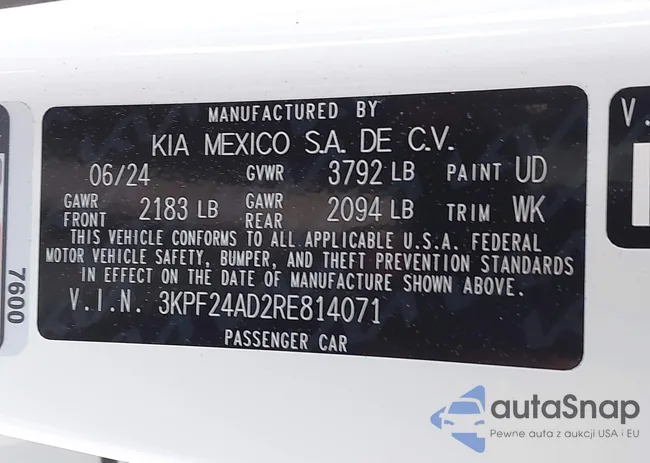 MANUFACTURED BY
KIA MEXICO S.A. DE C.V.
06/24 GVWR 3792 LB PAINT UD
GAWR FRONT 2183 LB GAWR REAR 2094 LB TRIM WK
THIS VEHICLE CONFORMS TO ALL APPLICABLE U.S.A. FEDERAL
MOTOR VEHICLE SAFETY, BUMPER, AND THEFT PREVENTION STANDARDS
IN EFFECT ON THE DATE OF MANUFACTURE SHOWN ABOVE.
V.I.N. 3KPF24AD2RE814071
PASSENGER CAR
7600
V.
autaSnap
Pewne auta z aukcji USA i EU